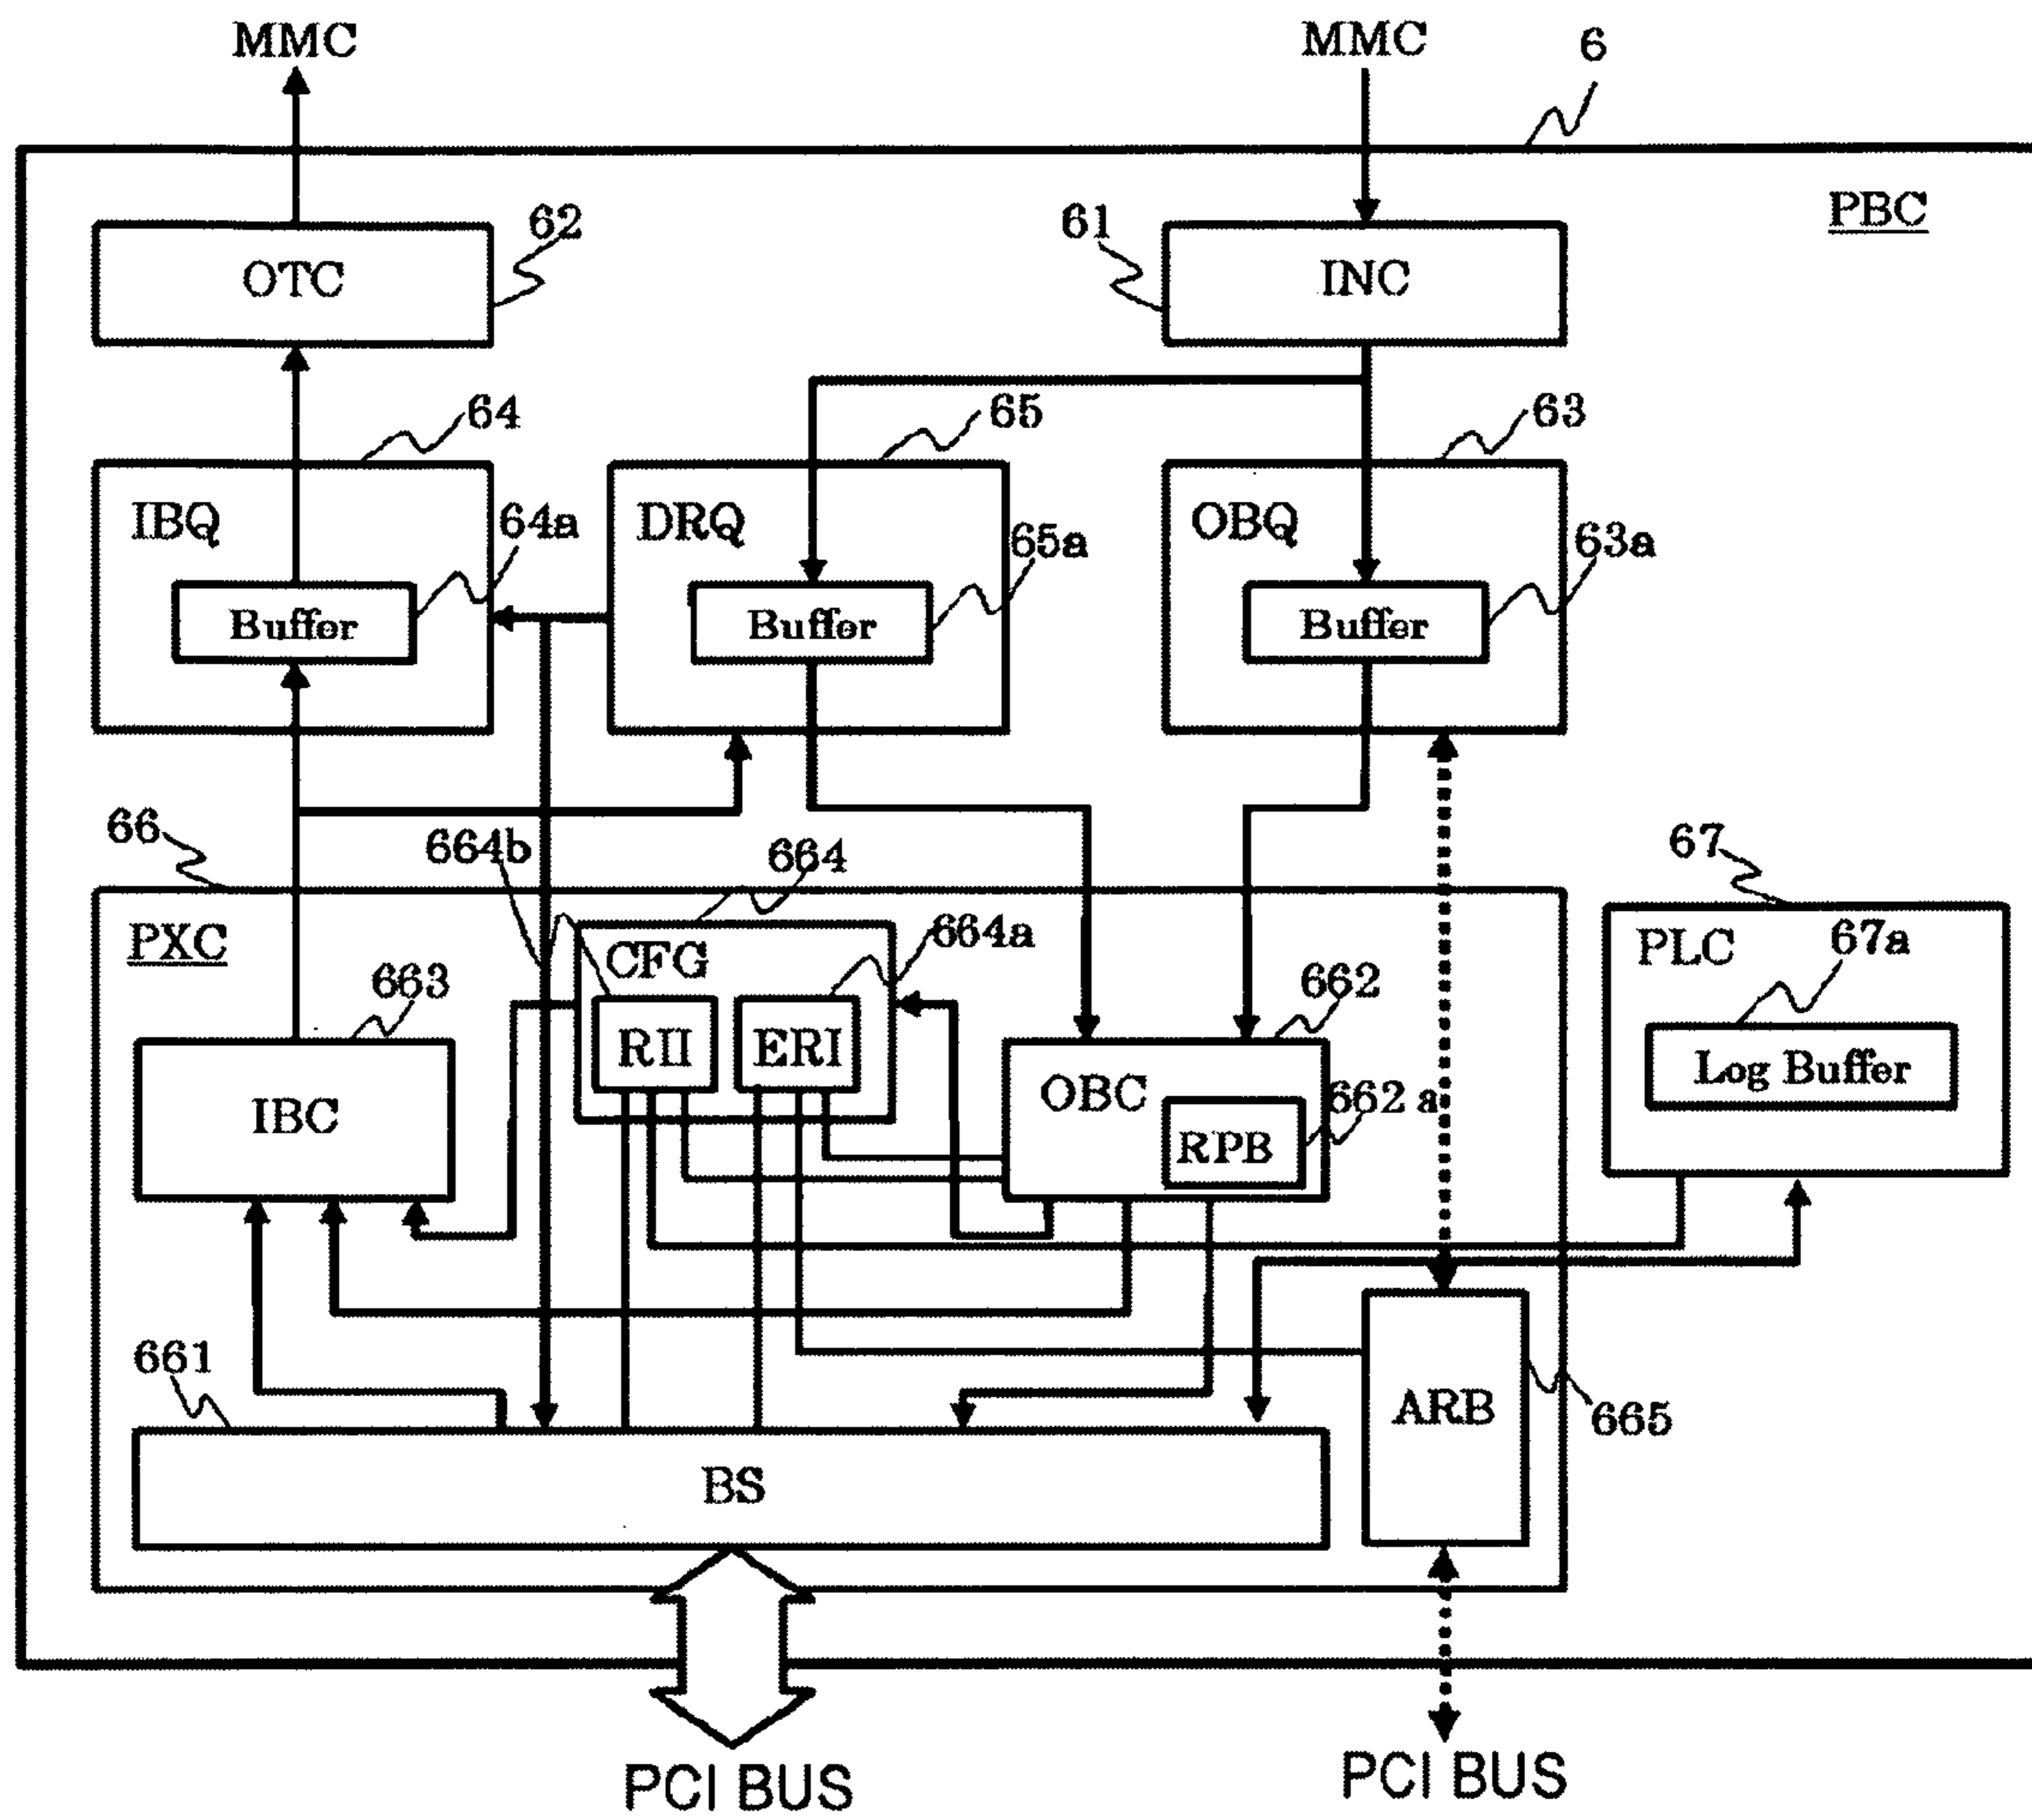 MMC
MMC
6
PBC
62
61
OTC
INC
64
65
63
IBQ
64a
DRQ
65a
OBQ
63a
Buffer
Buffer
Buffer
66
664b
664
67
PXC
CFG
664a
PLC
67a
663
662
RII
ERI
Log Buffer
IBC
OBC
662a
RPB
661
ARB
665
BS
PCI BUS
PCI BUS